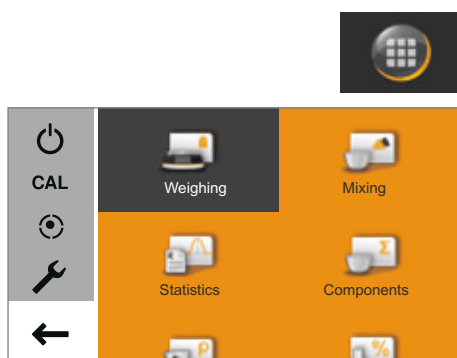 CAL
Weighing
Mixing
Statistics
Components
Σ
ρ
%